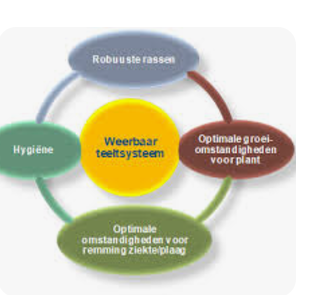 Robuuste rassen
Hygiëne
Weerbaar
teeltsysteem
Optimale groei-
omstandigheden
voor plant
Optimale
omstandigheden voor
remming ziekte/plaag